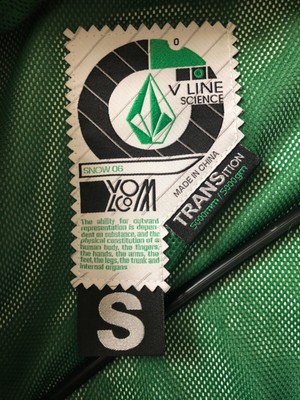 0
V LINE
SCIENCE
SNOW 06
VOLCOM
MADE IN CHINA
TRANSITION
5000mm/5000gm
The ability for outward
representation is depen
dent on substance, and the
physical constitution of a
human body, the fingers,
the hands, the arms, the
feet, the legs, the trunk and
internal organs
S